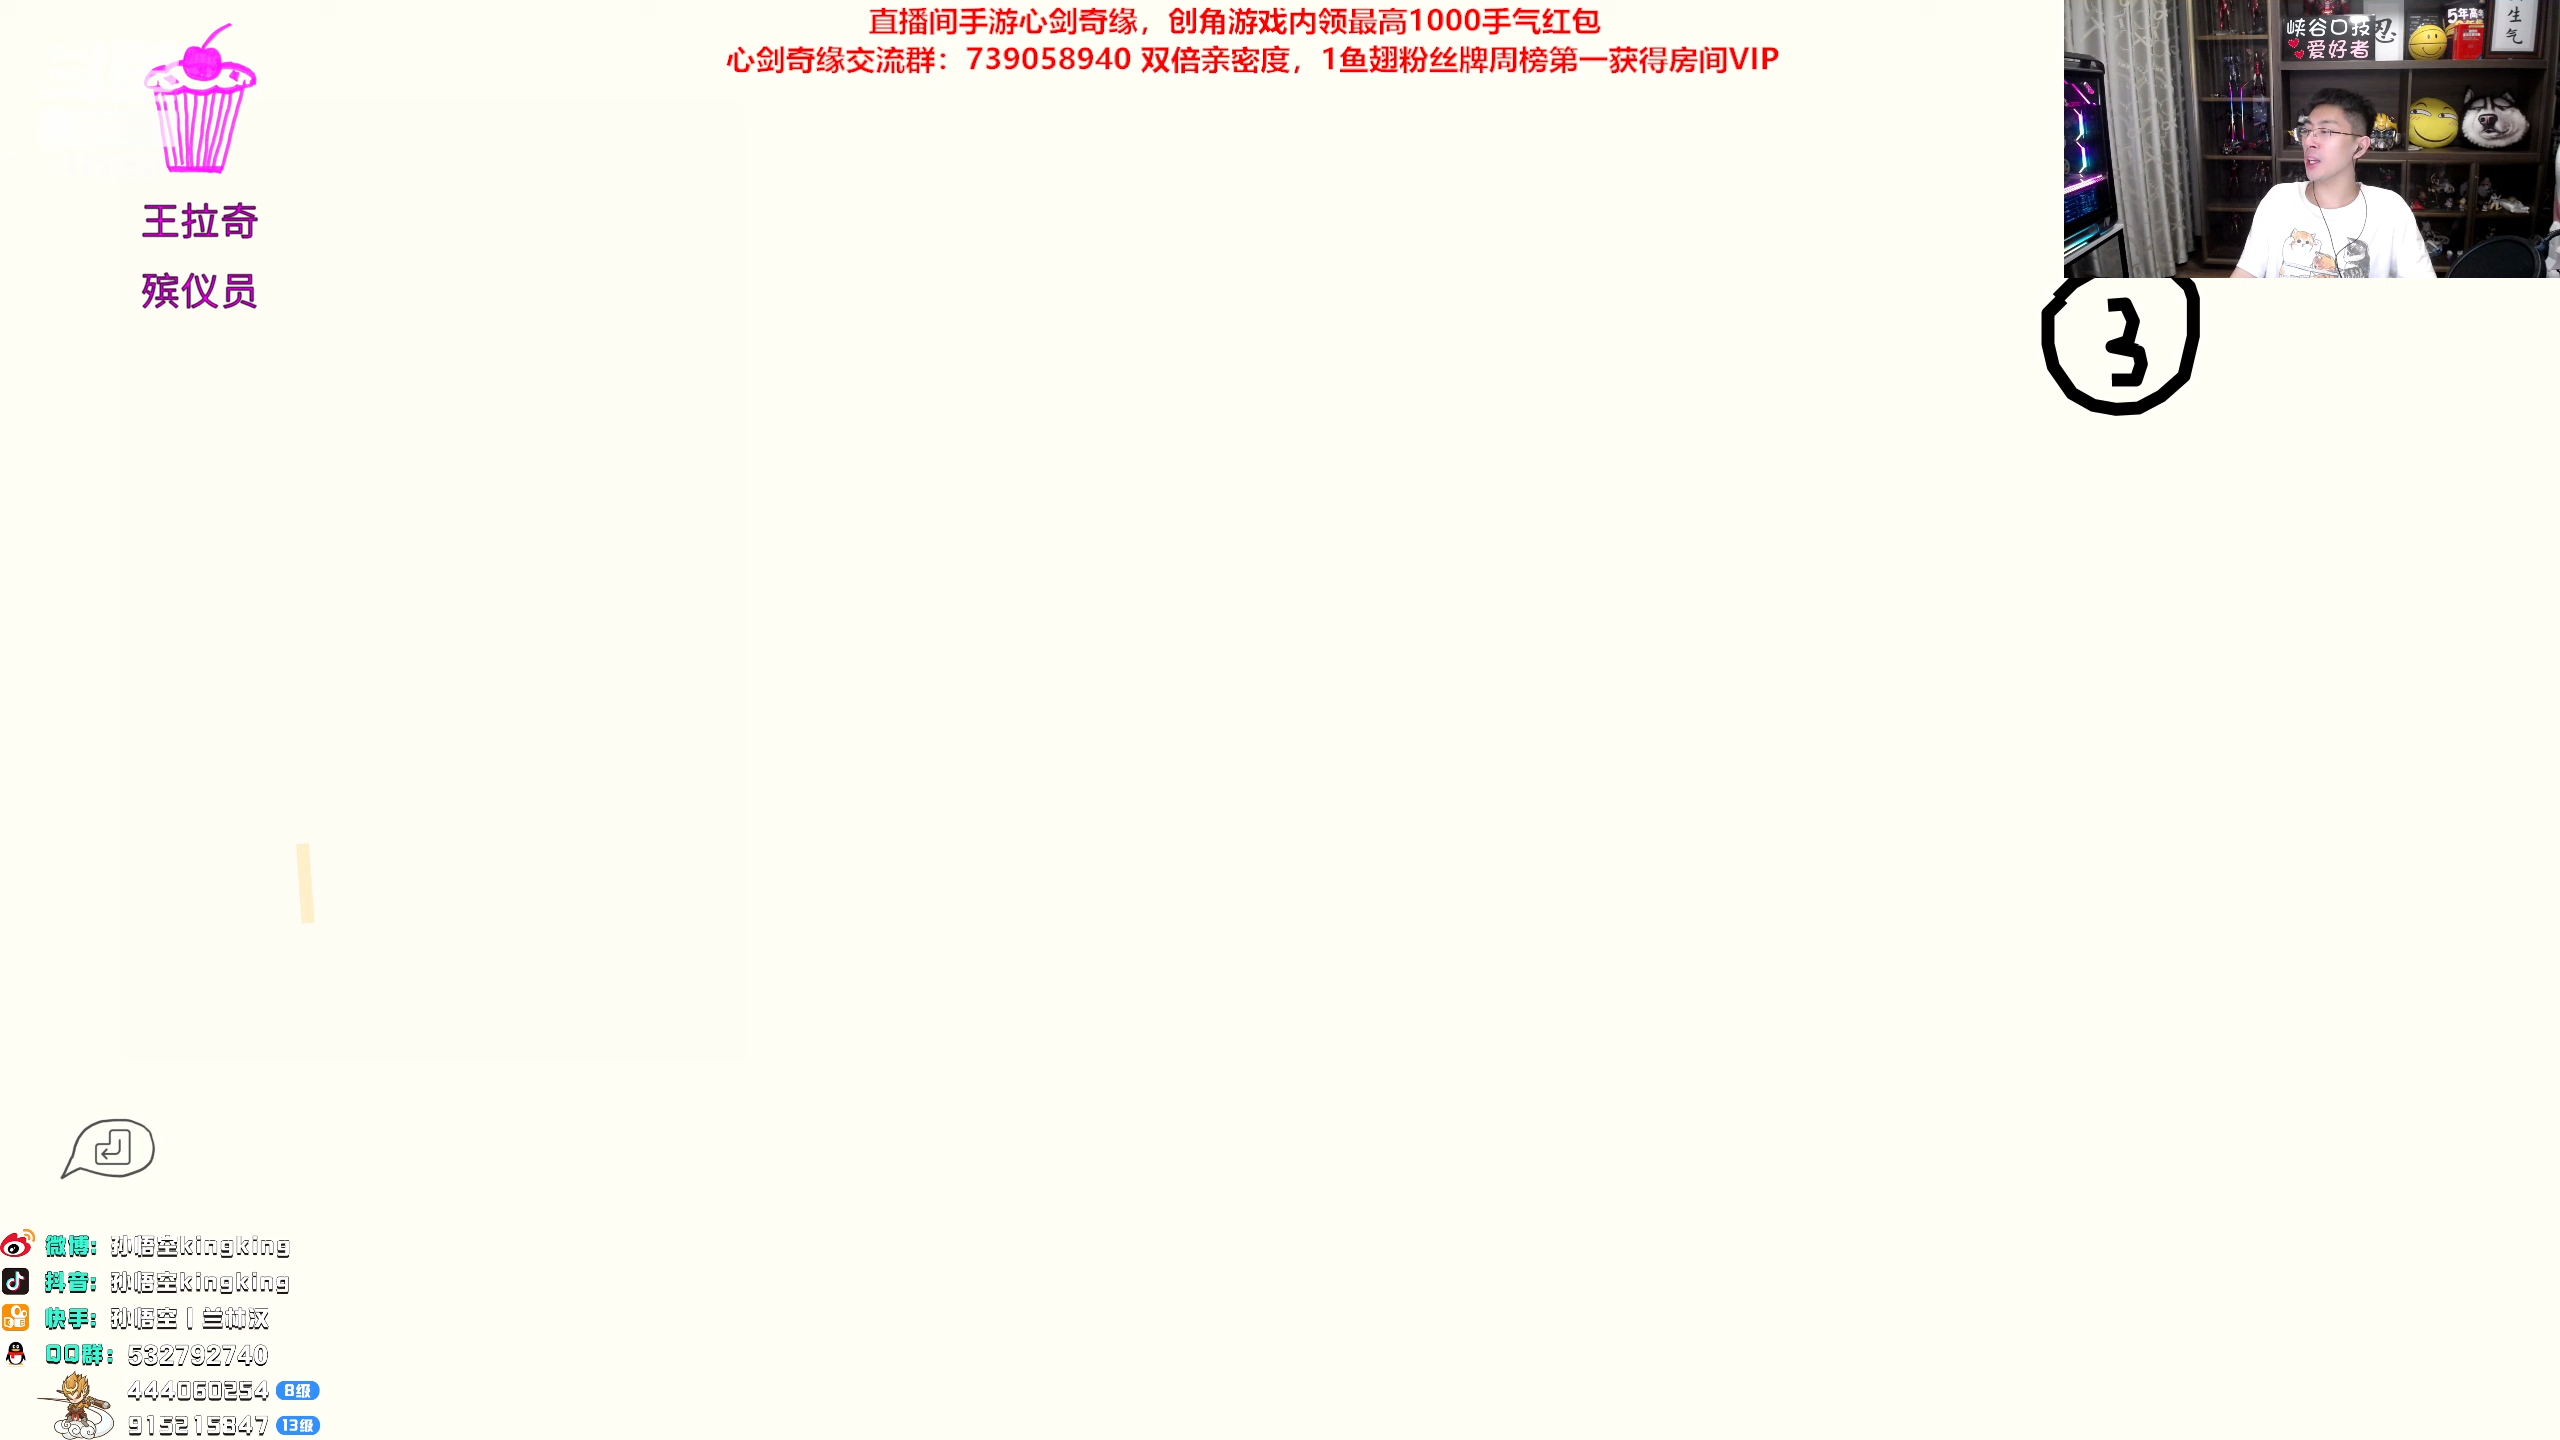 直播间手游心剑奇缘，创角游戏内领最高1000手气红包
心剑奇缘交流群：739058940 双倍亲密度，1鱼翅粉丝牌周榜第一获得房间VIP
峡谷口技
爱好者
忍
5年高考
生气
王拉奇
殡仪员
3
微博：孙悟空kingking
抖音：孙悟空kingking
快手：孙悟空丨兰林汉
QQ群：532792740
444060254 8级
915215847 13级